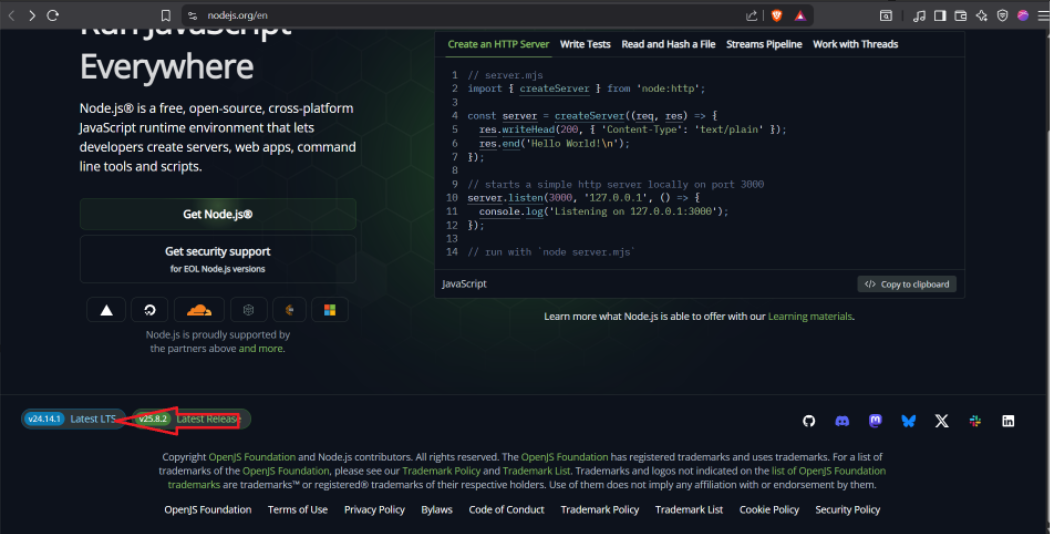 nodejs.org/en
Run JavaScript
Everywhere
Node.js® is a free, open-source, cross-platform
JavaScript runtime environment that lets
developers create servers, web apps, command
line tools and scripts.
Get Node.js®
Get security support
for EOL Node.js versions
Node.js is proudly supported by
the partners above and more.
Create an HTTP Server Write Tests Read and Hash a File Streams Pipeline Work with Threads
1 // server.mjs
2 import { createServer } from 'node:http';
3
4 const server = createServer((req, res) => {
5 res.writeHead(200, { 'Content-Type': 'text/plain' });
6 res.end('Hello World!\n');
7 });
8
9 // starts a simple http server locally on port 3000
10 server.listen(3000, '127.0.0.1', () => {
11 console.log('Listening on 127.0.0.1:3000');
12 });
13
14 // run with `node server.mjs`
JavaScript </> Copy to clipboard
Learn more what Node.js is able to offer with our Learning materials.
v24.14.1 Latest LTS v25.8.2 Latest Release
Copyright OpenJS Foundation and Node.js contributors. All rights reserved. The OpenJS Foundation has registered trademarks and uses trademarks. For a list of
trademarks of the OpenJS Foundation, please see our Trademark Policy and Trademark List. Trademarks and logos not indicated on the list of OpenJS Foundation
trademarks are trademarks™ or registered® trademarks of their respective holders. Use of them does not imply any affiliation with or endorsement by them.
OpenJS Foundation Terms of Use Privacy Policy Bylaws Code of Conduct Trademark Policy Trademark List Cookie Policy Security Policy